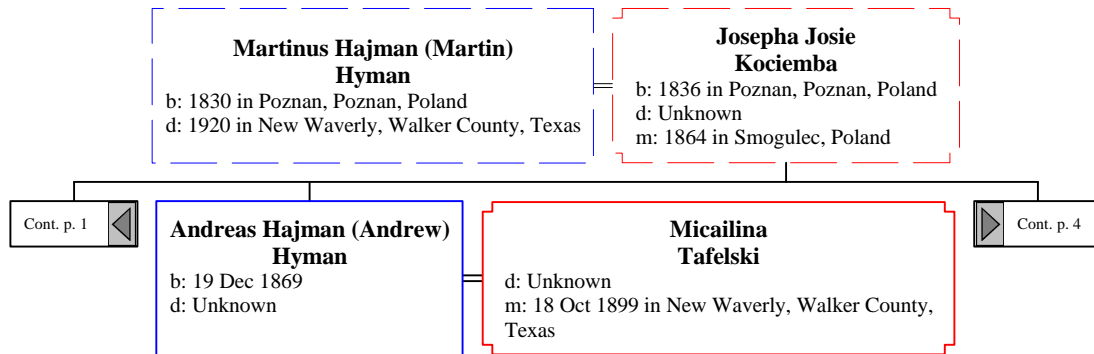 Martinus Hajman (Martin)
Hyman
b: 1830 in Poznan, Poznan, Poland
d: 1920 in New Waverly, Walker County, Texas
Josepha Josie
Kociemba
b: 1836 in Poznan, Poznan, Poland
d: Unknown
m: 1864 in Smogulec, Poland
Cont. p. 1
Andreas Hajman (Andrew)
Hyman
b: 19 Dec 1869
d: Unknown
Micailina
Tafelski
d: Unknown
m: 18 Oct 1899 in New Waverly, Walker County,
Texas
Cont. p. 4